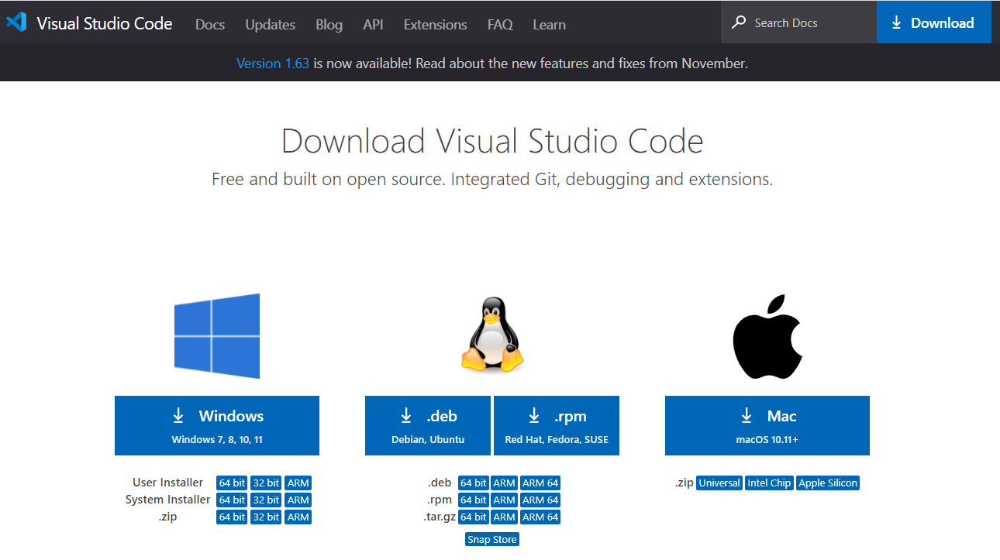 Visual Studio Code Docs Updates Blog API Extensions FAQ Learn Search Docs Download
Version 1.63 is now available! Read about the new features and fixes from November.
Download Visual Studio Code
Free and built on open source. Integrated Git, debugging and extensions.
Windows
Windows 7, 8, 10, 11
User Installer 64 bit 32 bit ARM
System Installer 64 bit 32 bit ARM
.zip 64 bit 32 bit ARM
.deb
Debian, Ubuntu
.rpm
Red Hat, Fedora, SUSE
.deb 64 bit ARM ARM 64
.rpm 64 bit ARM ARM 64
.tar.gz 64 bit ARM ARM 64
Snap Store
Mac
macOS 10.11+
.zip Universal Intel Chip Apple Silicon